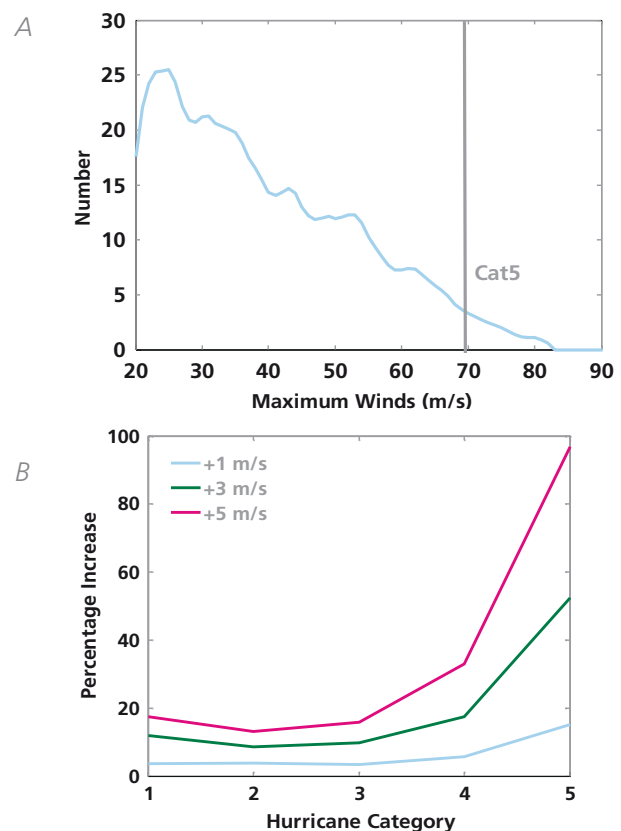 A
30
25
20
15
10
5
0
Number
Cat5
20 30 40 50 60 70 80 90
Maximum Winds (m/s)
B
100
80
60
40
20
0
Percentage Increase
+1 m/s
+3 m/s
+5 m/s
1 2 3 4 5
Hurricane Category